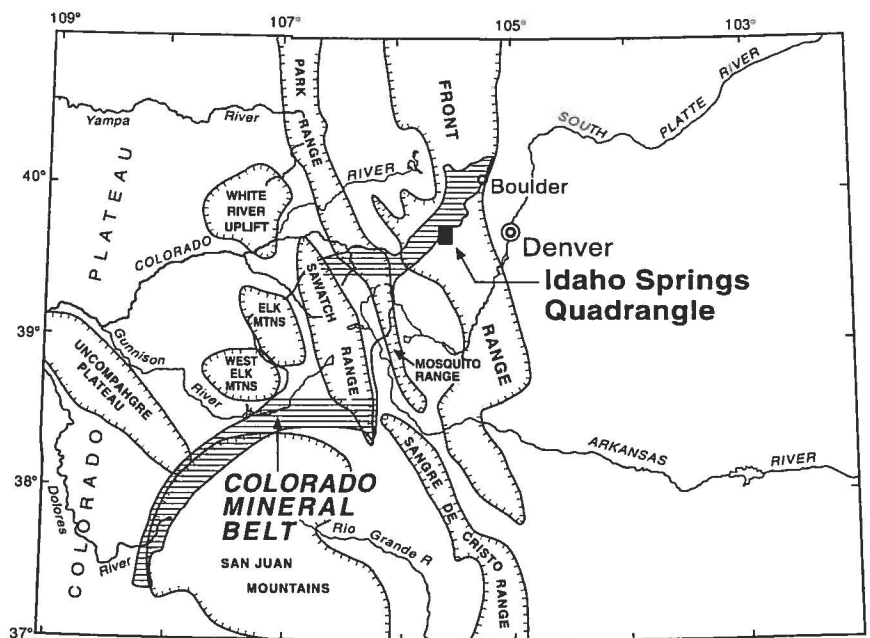 109°
107°
105°
103°
PARK
RANGE
FRONT
SOUTH
PLATTE
RIVER
Yampa
River
40°
RIVER
Boulder
WHITE
RIVER
UPLIFT
PLATEAU
COLORADO
Denver
Idaho Springs
Quadrangle
SAWATCH
RANGE
ELK
MTNS
39°
Gunnison
River
WEST
ELK
MTNS
MOSQUITO
RANGE
RANGE
UNCOMPAHGRE
PLATEAU
ARKANSAS
RIVER
38°
COLORADO
COLORADO
MINERAL
BELT
SANGRE DE
CRISTO RANGE
Dolores
River
Rio
Grande R
SAN JUAN
MOUNTAINS
37°